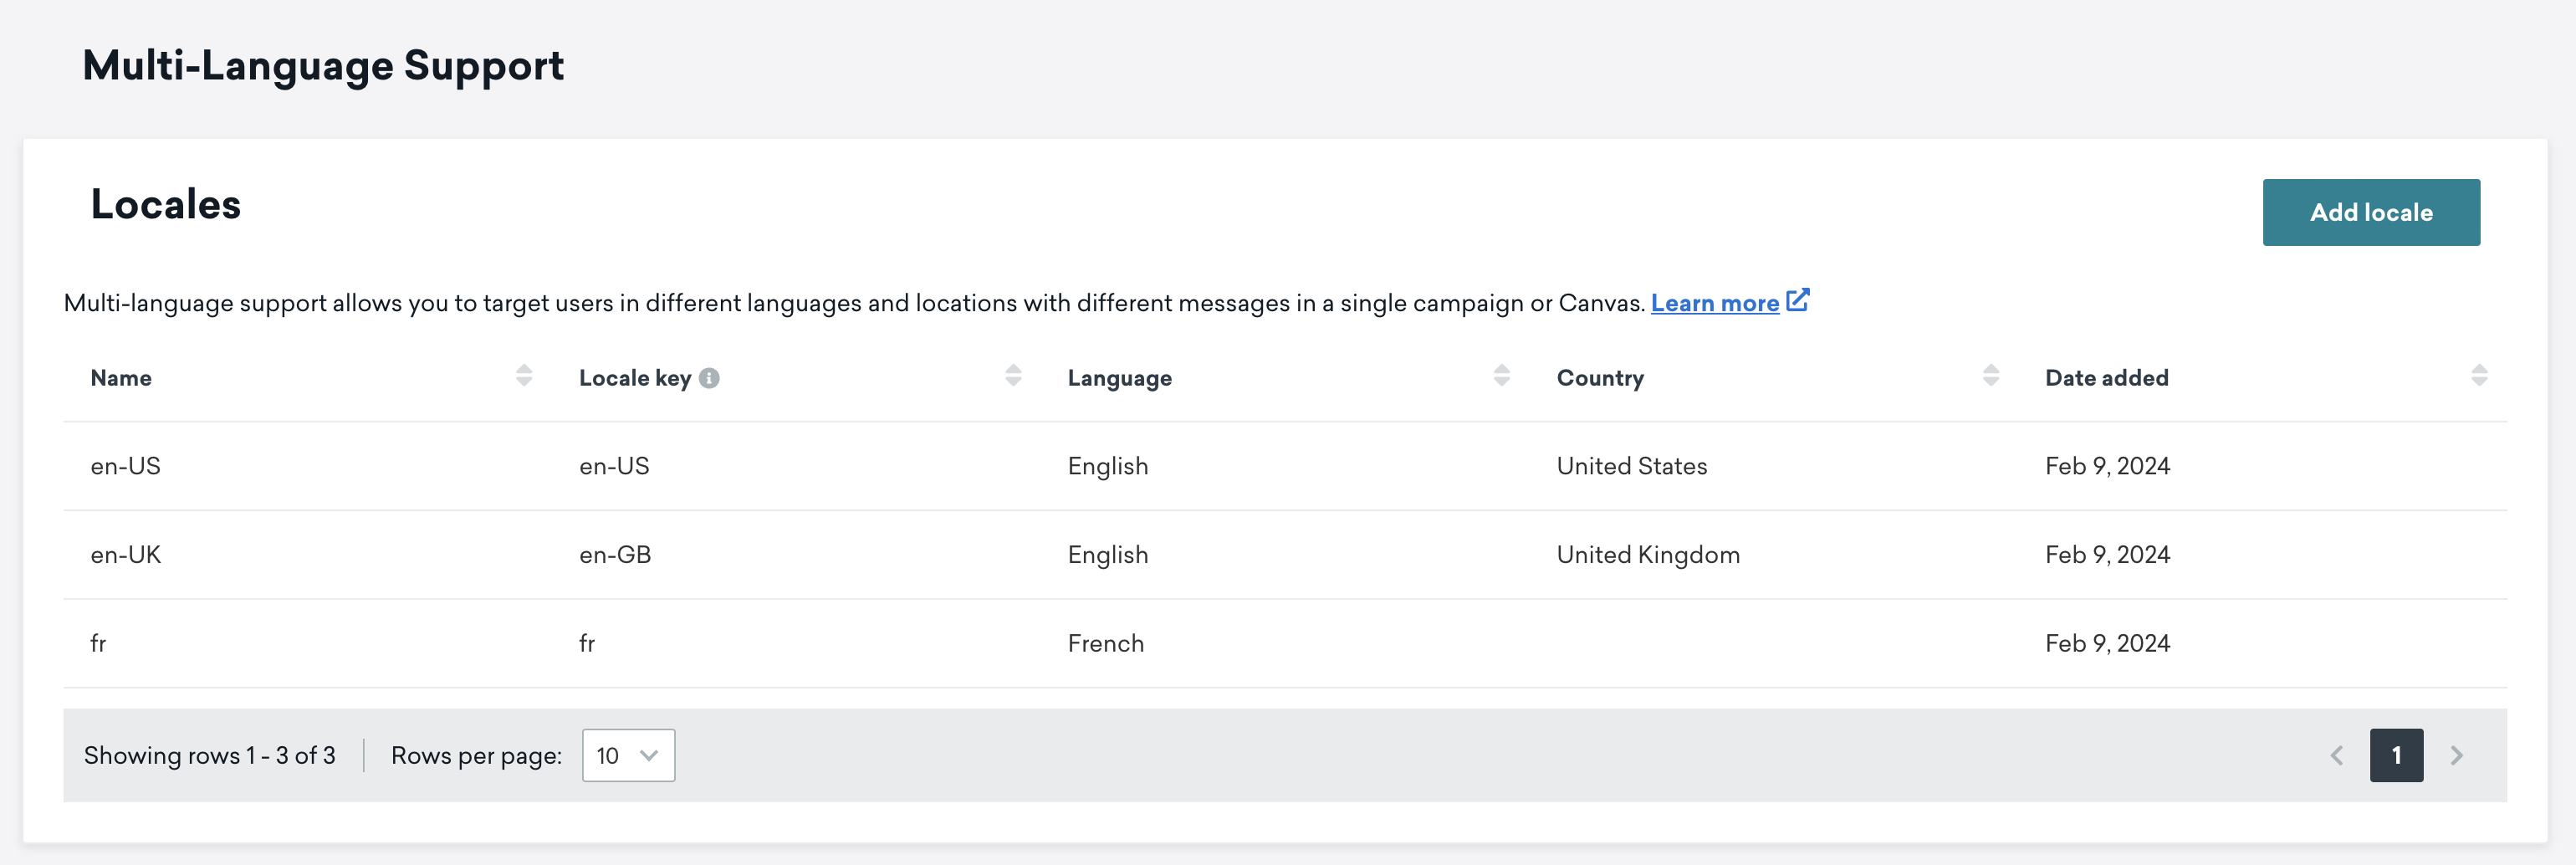 Multi-Language Support
Locales
Add locale
Multi-language support allows you to target users in different languages and locations with different messages in a single campaign or Canvas. Learn more
Name Locale key Language Country Date added
en-US en-US English United States Feb 9, 2024
en-UK en-GB English United Kingdom Feb 9, 2024
fr fr French Feb 9, 2024
Showing rows 1 - 3 of 3 Rows per page: 10 1